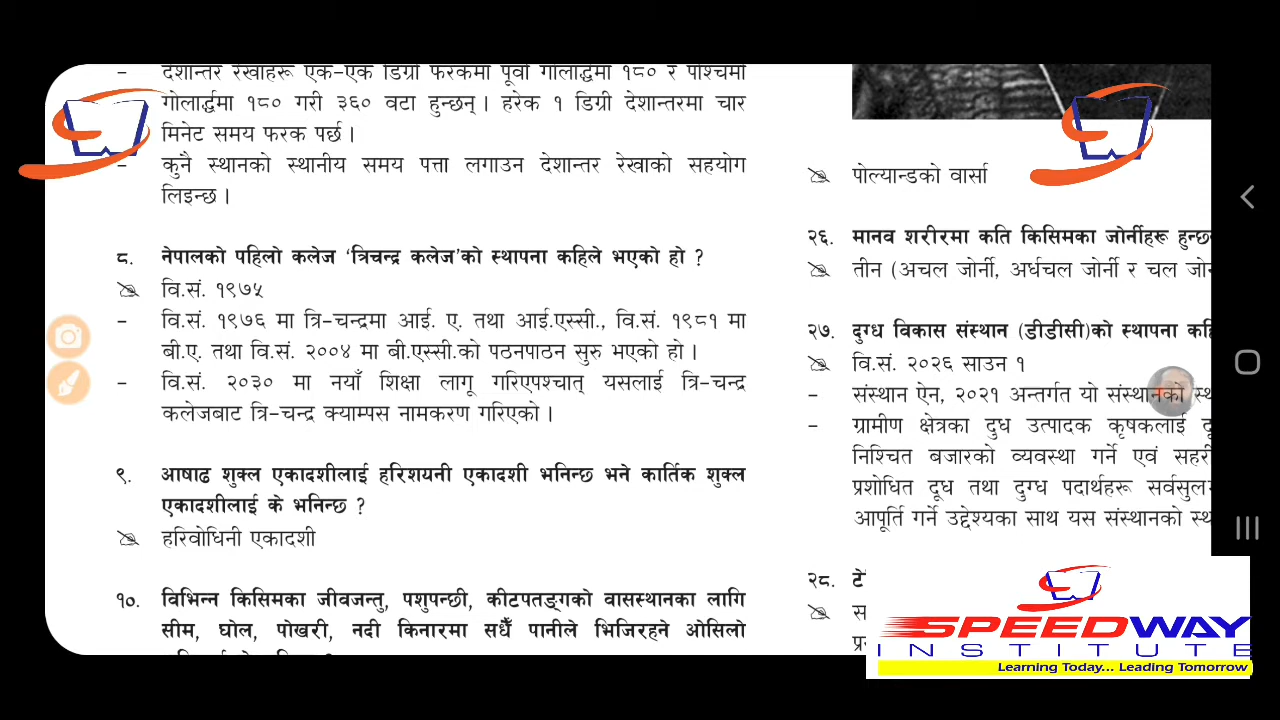 - देशान्तर रेखाहरू एक-एक डिग्री फरकमा पूर्वी गोलार्द्धमा १८० र पश्चिमी
गोलार्द्धमा १८० गरी ३६० वटा हुन्छन् । हरेक १ डिग्री देशान्तरमा चार
मिनेट समय फरक पर्छ ।
- कुनै स्थानको स्थानीय समय पत्ता लगाउन देशान्तर रेखाको सहयोग
लिइन्छ ।
८. नेपालको पहिलो कलेज ‘त्रिचन्द्र कलेज’को स्थापना कहिले भएको हो ?
वि.सं. १९७५
- वि.सं. १९७६ मा त्रि-चन्द्रमा आई. ए. तथा आई.एस्सी., वि.सं. १९८१ मा
बी.ए. तथा वि.सं. २००४ मा बी.एस्सी.को पठनपाठन सुरु भएको हो ।
- वि.सं. २०३० मा नयाँ शिक्षा लागू गरिएपश्चात् यसलाई त्रि-चन्द्र
कलेजबाट त्रि-चन्द्र क्याम्पस नामकरण गरिएको ।
९. आषाढ शुक्ल एकादशीलाई हरिशयनी एकादशी भनिन्छ भने कार्तिक शुक्ल
एकादशीलाई के भनिन्छ ?
हरिवोधिनी एकादशी
१०. विभिन्न किसिमका जीवजन्तु, पशुपन्छी, कीटपतङ्गको वासस्थानका लागि
सीम, घोल, पोखरी, नदी किनारमा सधैँ पानीले भिजिरहने ओसिलो
पोल्यान्डको वार्सा
२६. मानव शरीरमा कति किसिमका जोर्नीहरू हुन्छ
तीन (अचल जोर्नी, अर्धचल जोर्नी र चल जोर्न
२७. दुग्ध विकास संस्थान (डीडीसी)को स्थापना कहि
वि.सं. २०२६ साउन १
- संस्थान ऐन, २०२१ अन्तर्गत यो संस्थानको स्थ
- ग्रामीण क्षेत्रका दुध उत्पादक कृषकलाई दू
निश्चित बजारको व्यवस्था गर्ने एवं सहरी
प्रशोधित दूध तथा दुग्ध पदार्थहरू सर्वसुलभ
आपूर्ति गर्ने उद्देश्यका साथ यस संस्थानको स्थ
२८.
SPEEDWAY
INSTITUTE
Learning Today... Leading Tomorrow